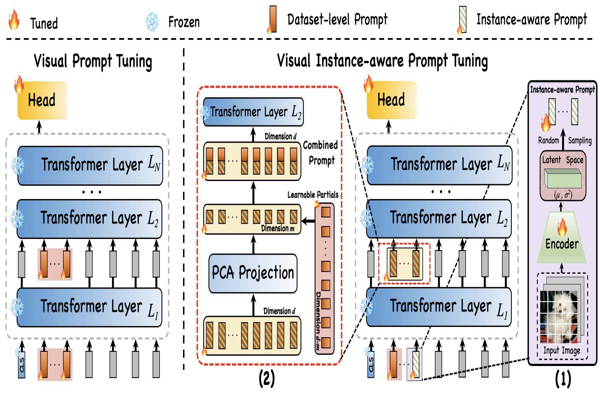 Tuned
Frozen
Dataset-level Prompt
Instance-aware Prompt
Visual Prompt Tuning
Head
Transformer Layer L_N
...
Transformer Layer L_2
...
Transformer Layer L_1
CLS
...
Visual Instance-aware Prompt Tuning
Transformer Layer L_2
Dimension d
Combined
Prompt
...
Learnable Partials
...
Dimension m
PCA Projection
Dimension d
...
Dimension d-m
(2)
Head
Transformer Layer L_N
...
Transformer Layer L_2
...
Transformer Layer L_1
CLS
...
Instance-aware Prompt
...
Random Sampling
Latent Space
(μ, σ²)
Encoder
Input Image
(1)